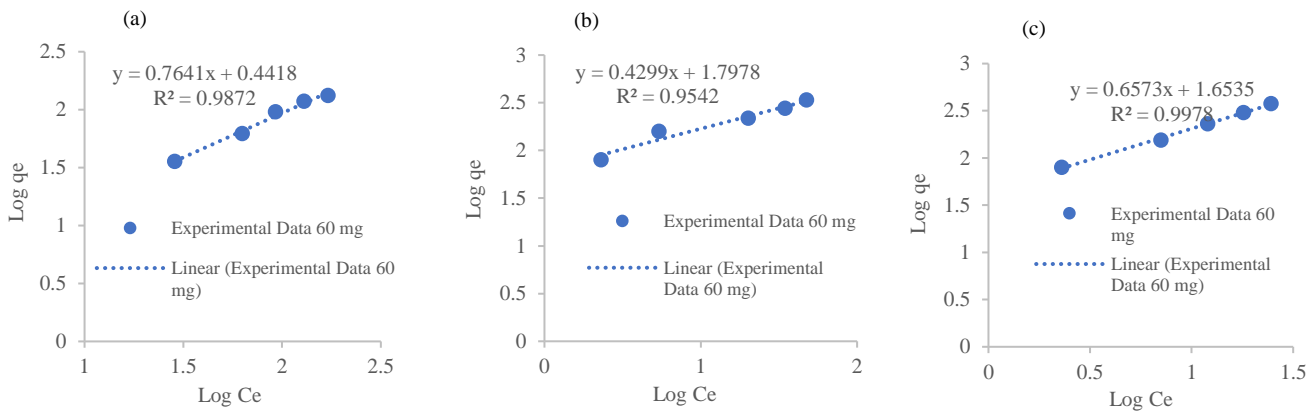 (a)
y = 0.7641x + 0.4418
R² = 0.9872
2.5
2
1.5
1
0.5
0
Log qe
Experimental Data 60 mg
Linear (Experimental Data 60
mg)
1
1.5
2
2.5
Log Ce
(b)
y = 0.4299x + 1.7978
R² = 0.9542
3
2.5
2
1.5
1
0.5
0
Log qe
Experimental Data 60 mg
Linear (Experimental
Data 60 mg)
0
1
2
Log Ce
(c)
y = 0.6573x + 1.6535
R² = 0.9978
3
2.5
2
1.5
1
0.5
0
Log qe
Experimental Data 60
mg
Linear (Experimental
Data 60 mg)
0
0.5
1
1.5
Log Ce